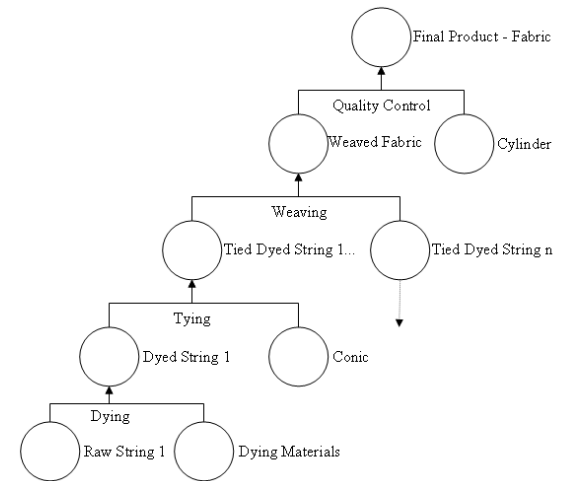 Final Product - Fabric
Quality Control
Weaved Fabric
Cylinder
Weaving
Tied Dyed String 1...
Tied Dyed String n
Tying
Dyed String 1
Conic
Dying
Raw String 1
Dying Materials